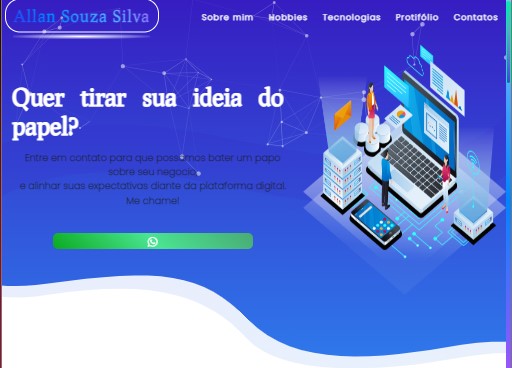 Allan Souza Silva
Sobre mim Hobbies Tecnologias Protifólio Contatos
Quer tirar sua ideia do
papel?
Entre em contato para que possamos bater um papo
sobre seu negocio,
e alinhar suas expectativas diante da plataforma digital.
Me chame!